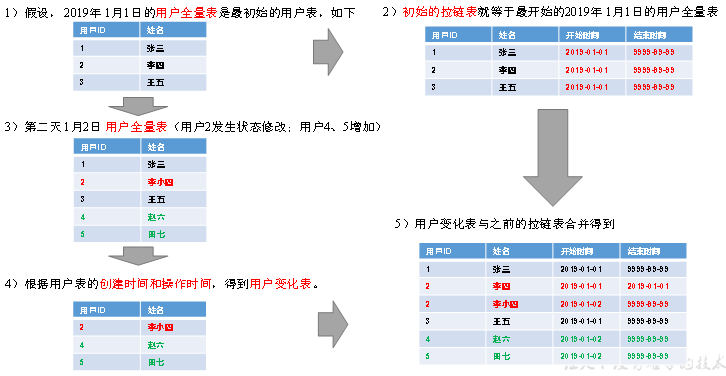 1）假设，2019年1月1日的用户全量表是最初始的用户表，如下
用户ID 姓名
1 张三
2 李四
3 王五
2）初始的拉链表就等于最开始的2019年1月1日的用户全量表
用户ID 姓名 开始时间 结束时间
1 张三 2019-01-01 9999-99-99
2 李四 2019-01-01 9999-99-99
3 王五 2019-01-01 9999-99-99
3）第二天1月2日 用户全量表（用户2发生状态修改；用户4、5增加）
用户ID 姓名
1 张三
2 李小四
3 王五
4 赵六
5 田七
4）根据用户表的创建时间和操作时间，得到用户变化表。
用户ID 姓名
2 李小四
4 赵六
5 田七
5）用户变化表与之前的拉链表合并得到
用户ID 姓名 开始时间 结束时间
1 张三 2019-01-01 9999-99-99
2 李四 2019-01-01 2019-01-01
2 李小四 2019-01-02 9999-99-99
3 王五 2019-01-01 9999-99-99
4 赵六 2019-01-02 9999-99-99
5 田七 2019-01-02 9999-99-99